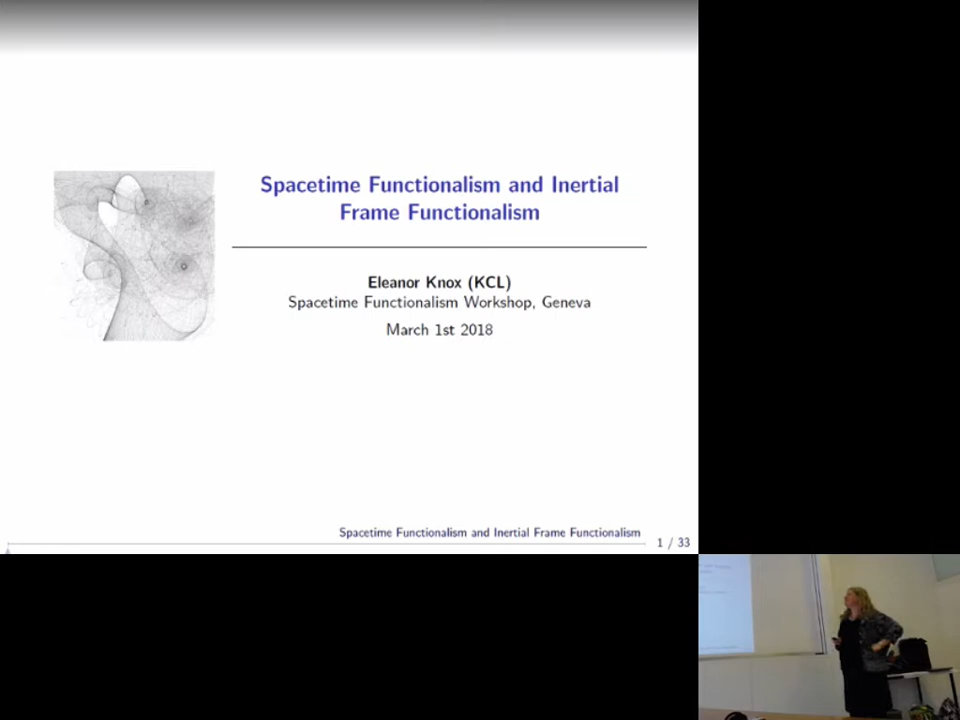 Spacetime Functionalism and Inertial
Frame Functionalism
Eleanor Knox (KCL)
Spacetime Functionalism Workshop, Geneva
March 1st 2018
Spacetime Functionalism and Inertial Frame Functionalism
1 / 33